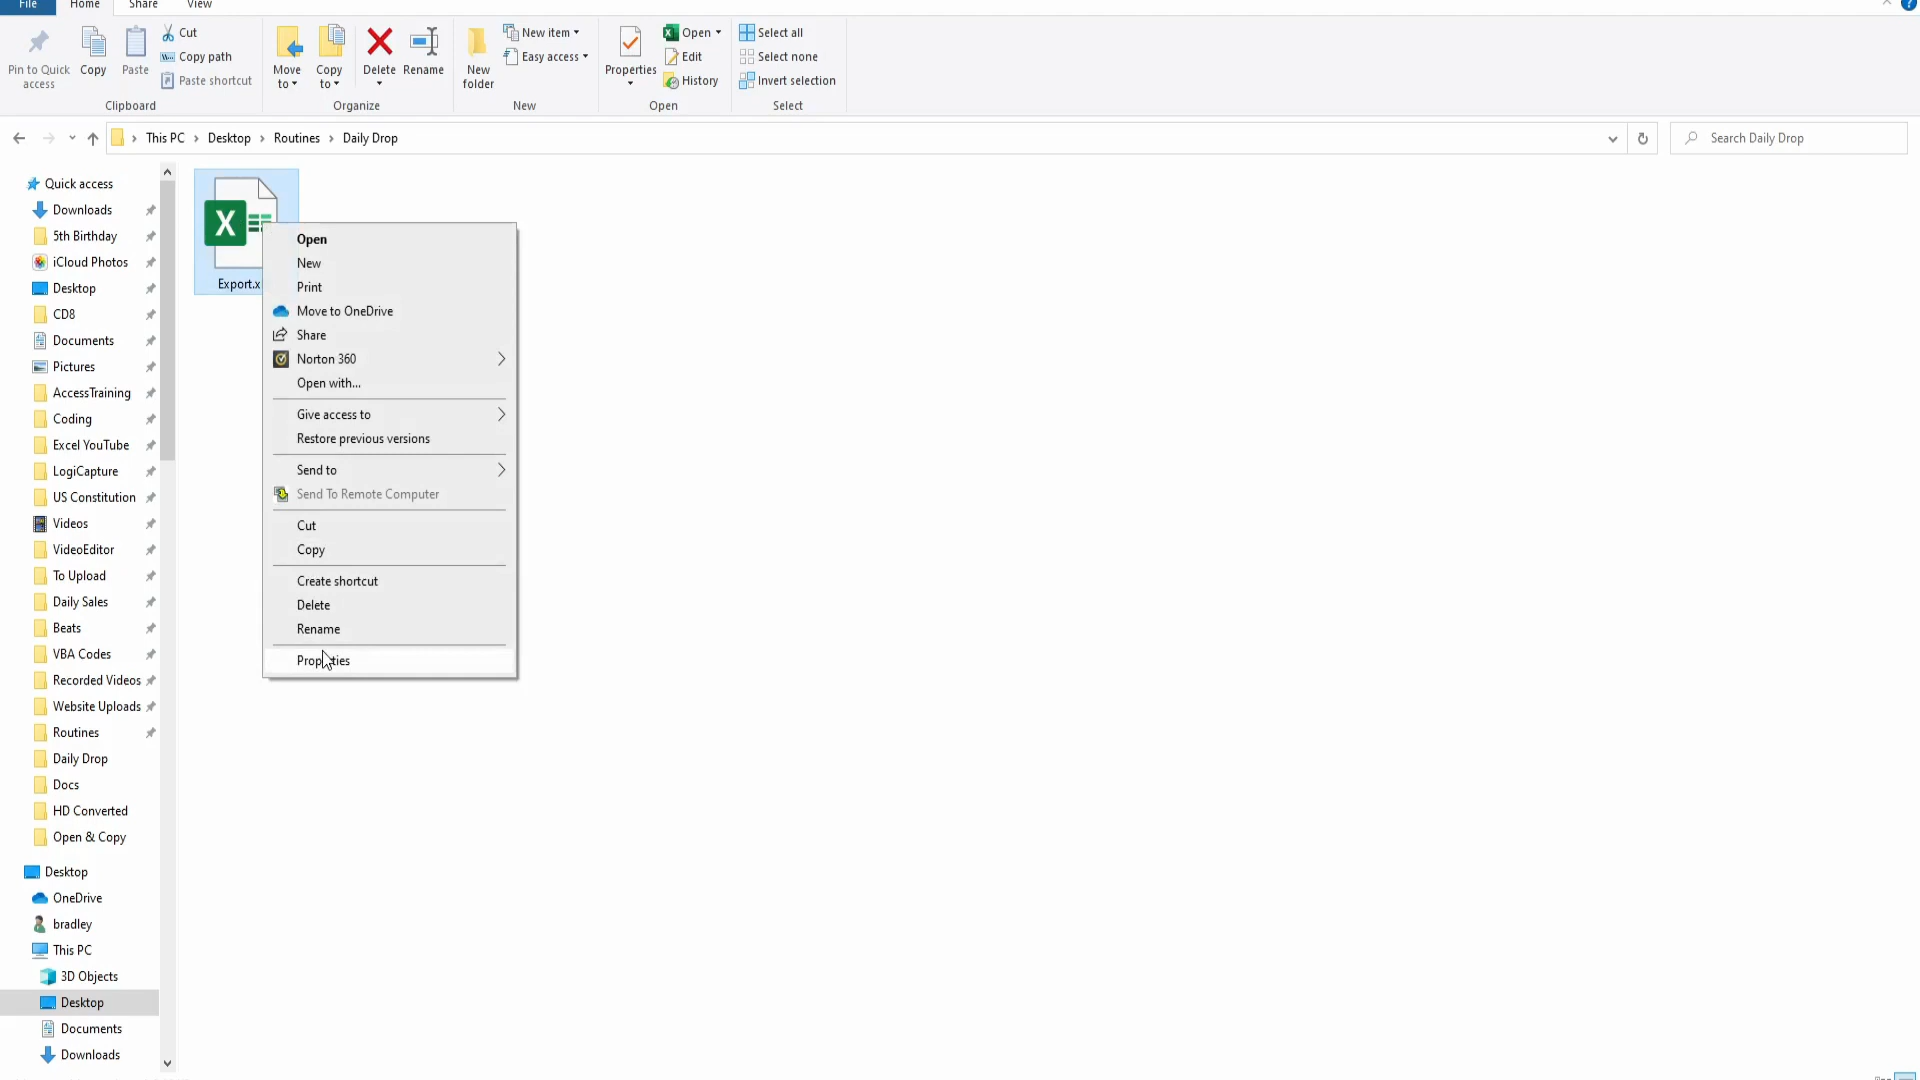 File
Home
Share
View
Pin to Quick
access
Copy
Paste
Cut
Copy path
Paste shortcut
Clipboard
Move
to
Copy
to
Delete
Rename
Organize
New
folder
New item
Easy access
New
Properties
Open
Edit
History
Open
Select all
Select none
Invert selection
Select
This PC
Desktop
Routines
Daily Drop
Search Daily Drop
Quick access
Downloads
5th Birthday
iCloud Photos
Desktop
CD8
Documents
Pictures
AccessTraining
Coding
Excel YouTube
LogiCapture
US Constitution
Videos
VideoEditor
To Upload
Daily Sales
Beats
VBA Codes
Recorded Videos
Website Uploads
Routines
Daily Drop
Docs
HD Converted
Open & Copy
Desktop
OneDrive
bradley
This PC
3D Objects
Desktop
Documents
Downloads
X
Export.x
Open
New
Print
Move to OneDrive
Share
Norton 360
Open with...
Give access to
Restore previous versions
Send to
Send To Remote Computer
Cut
Copy
Create shortcut
Delete
Rename
Properties